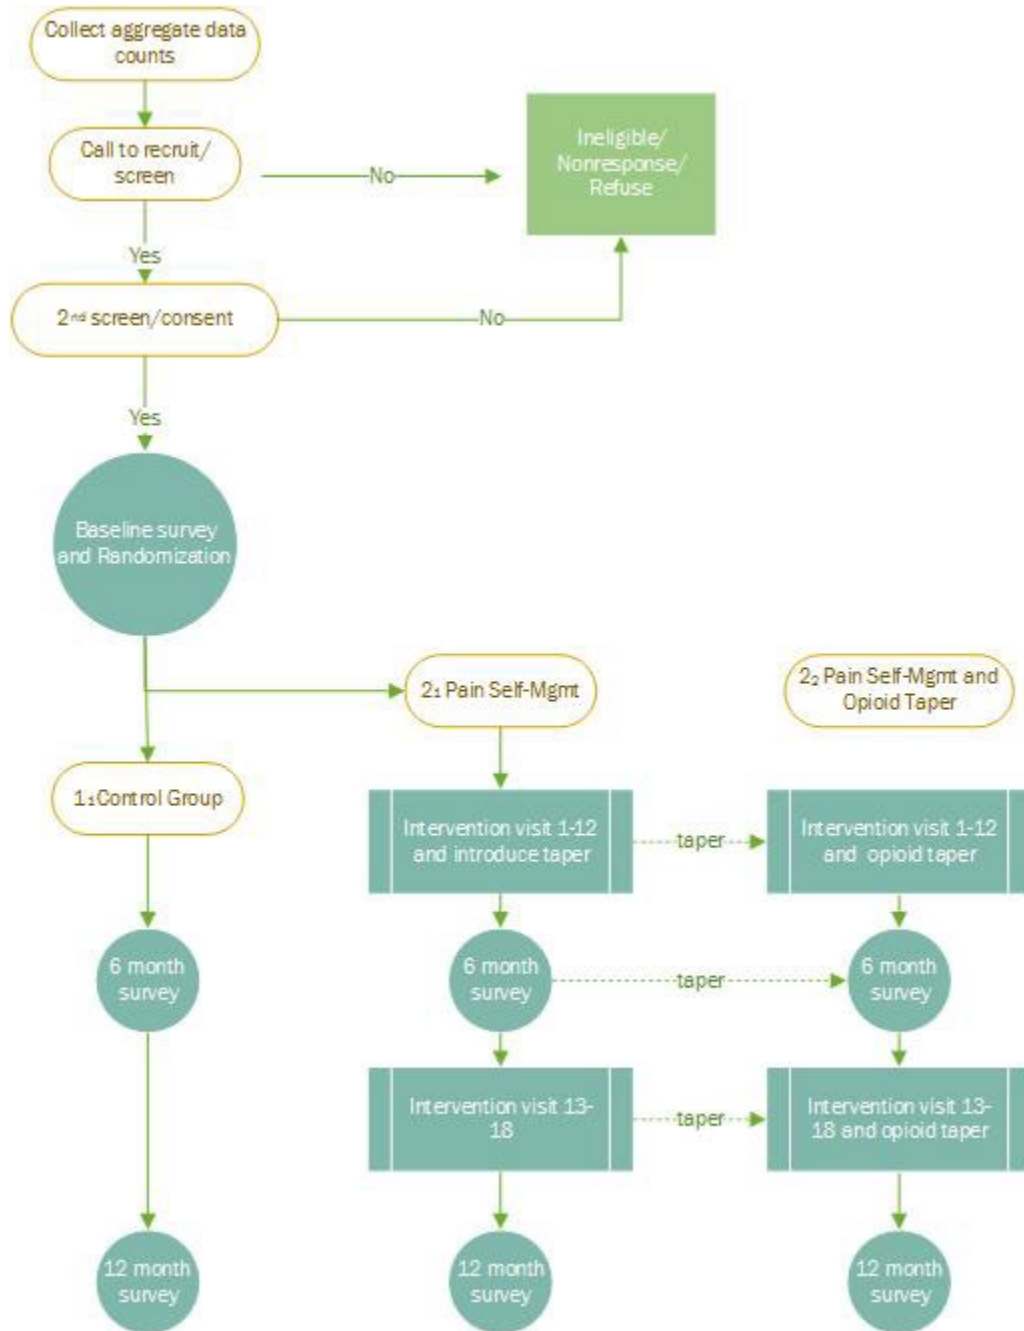 Collect aggregate data
counts
Call to recruit/
screen
No
Ineligible/
Nonresponse/
Refuse
Yes
2nd screen/consent
No
Yes
Baseline survey
and Randomization
2₁ Pain Self-Mgmt
2₂ Pain Self-Mgmt and
Opioid Taper
1₁Control Group
Intervention visit 1-12
and introduce taper
taper
Intervention visit 1-12
and opioid taper
6 month
survey
6 month
survey
taper
6 month
survey
Intervention visit 13-
18
taper
Intervention visit 13-
18 and opioid taper
12 month
survey
12 month
survey
12 month
survey